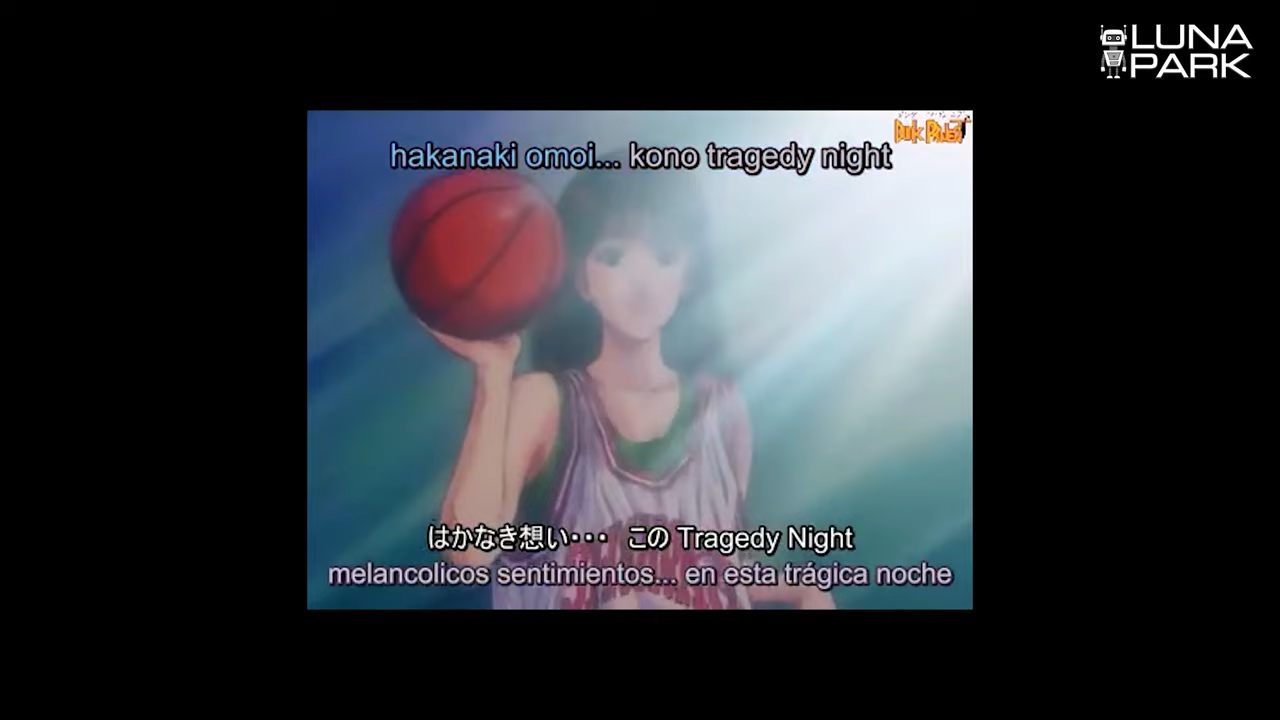 LUNA
PARK
hakanaki omoi... kono tragedy night
はかなき想い･･･ この Tragedy Night
melancolicos sentimientos... en esta trágica noche